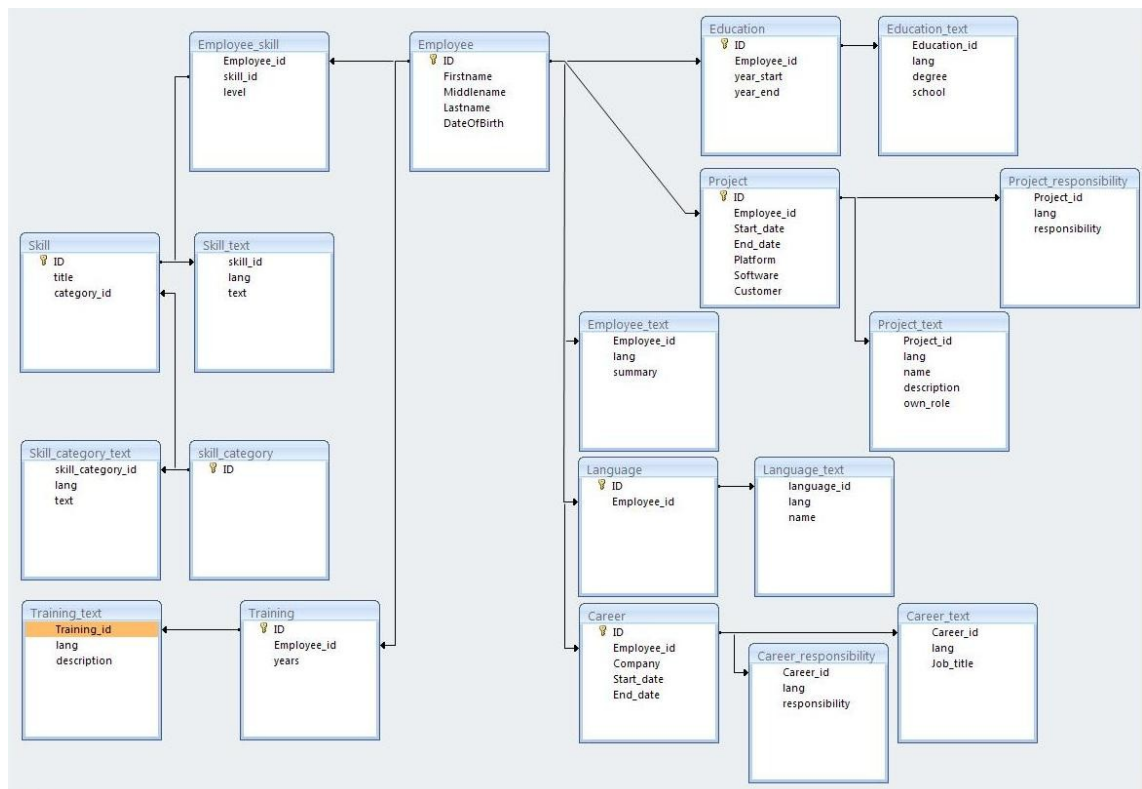 Employee_skill
Employee_id
skill_id
level
Employee
ID
Firstname
Middlename
Lastname
DateOfBirth
Education
ID
Employee_id
year_start
year_end
Education_text
Education_id
lang
degree
school
Project
ID
Employee_id
Start_date
End_date
Platform
Software
Customer
Project_responsibility
Project_id
lang
responsibility
Skill
ID
title
category_id
Skill_text
skill_id
lang
text
Employee_text
Employee_id
lang
summary
Project_text
Project_id
lang
name
description
own_role
Skill_category_text
skill_category_id
lang
text
skill_category
ID
Language
ID
Employee_id
Language_text
language_id
lang
name
Training_text
Training_id
lang
description
Training
ID
Employee_id
years
Career
ID
Employee_id
Company
Start_date
End_date
Career_responsibility
Career_id
lang
responsibility
Career_text
Career_id
lang
Job_title